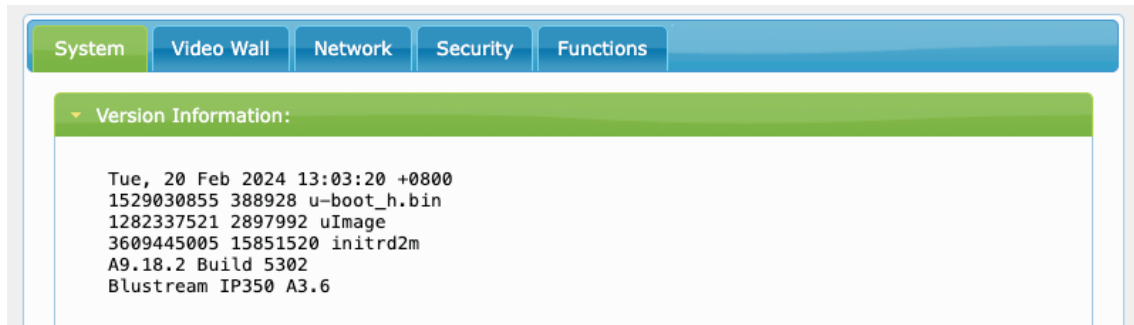 System Video Wall Network Security Functions
Version Information:
Tue, 20 Feb 2024 13:03:20 +0800
1529030855 388928 u-boot_h.bin
1282337521 2897992 uImage
3609445005 15851520 initrd2m
A9.18.2 Build 5302
Blustream IP350 A3.6